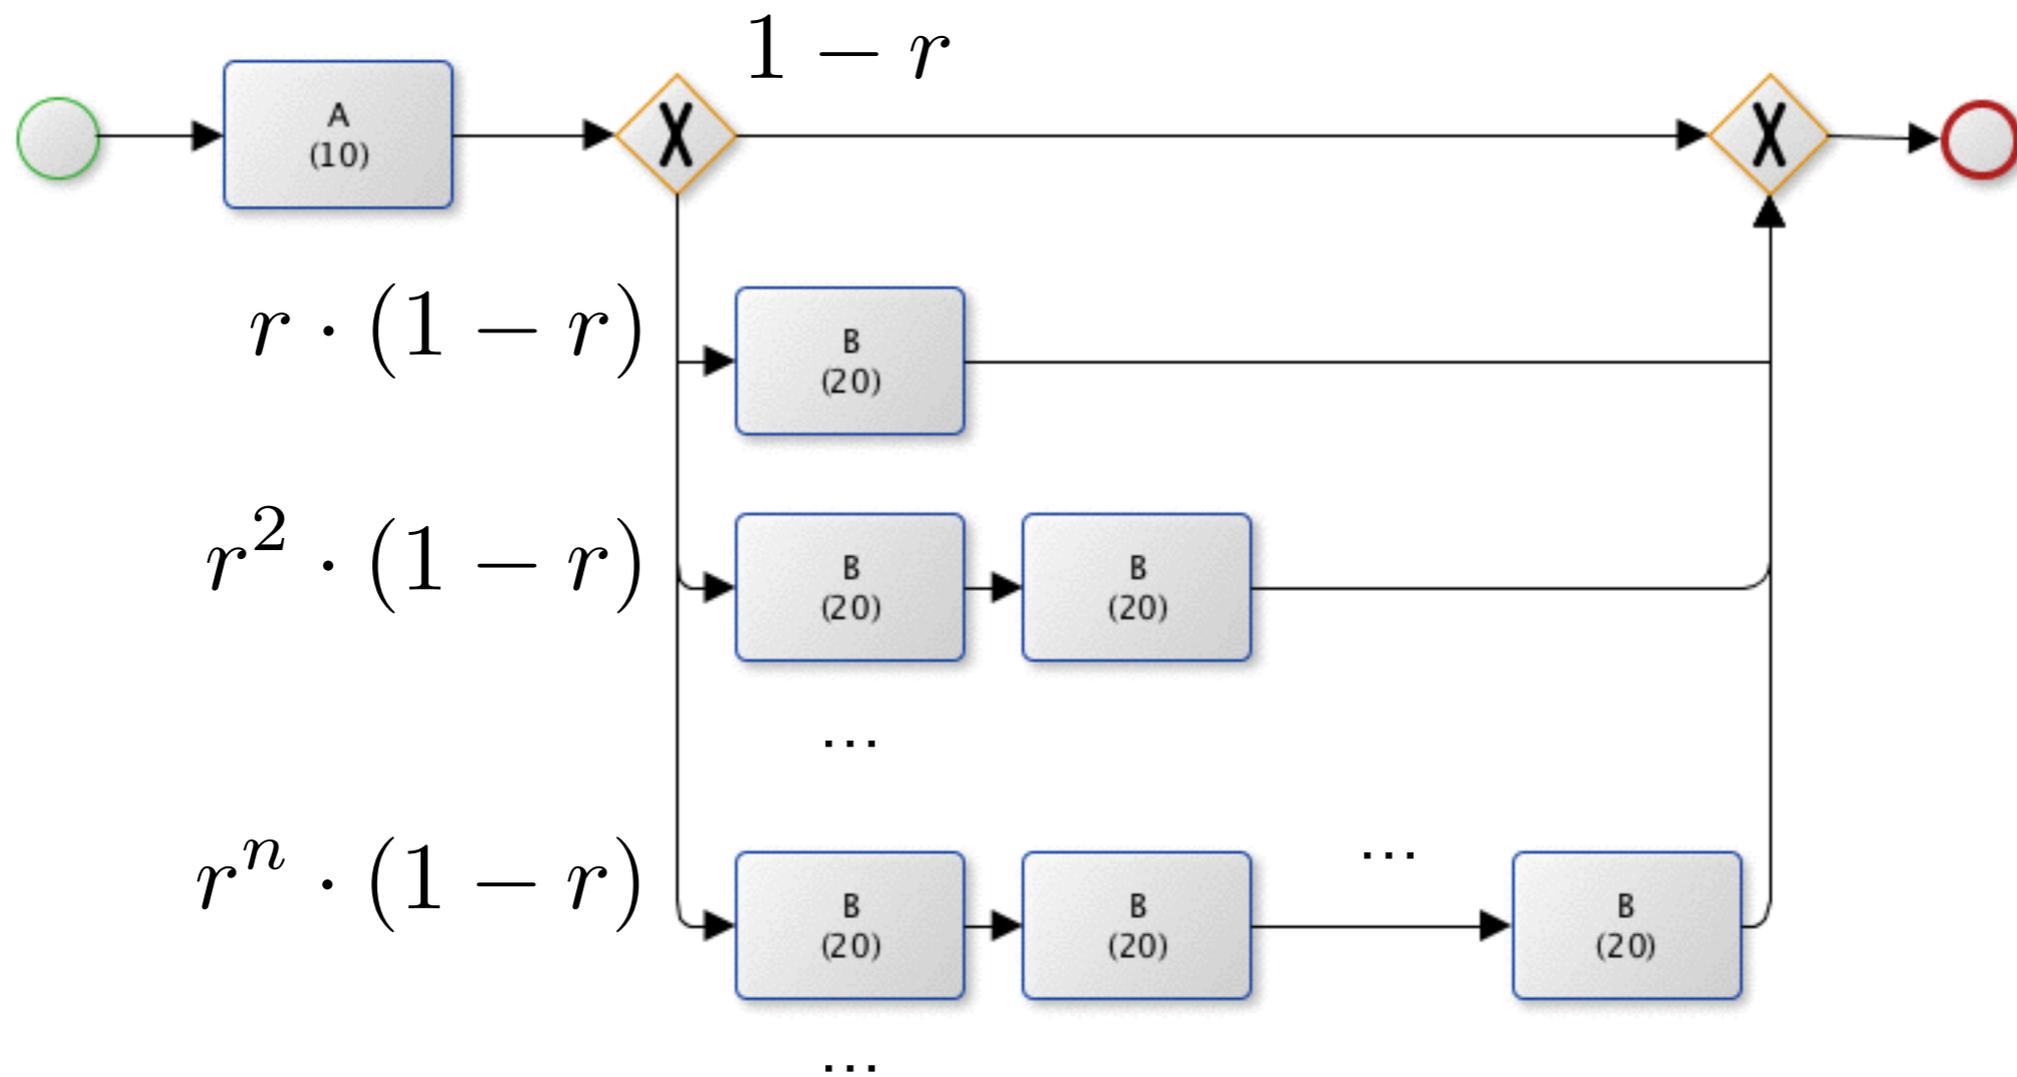 1 − r
A
(10)
X
X
r · (1 − r)
B
(20)
r² · (1 − r)
B
(20)
B
(20)
...
rⁿ · (1 − r)
B
(20)
B
(20)
...
B
(20)
...